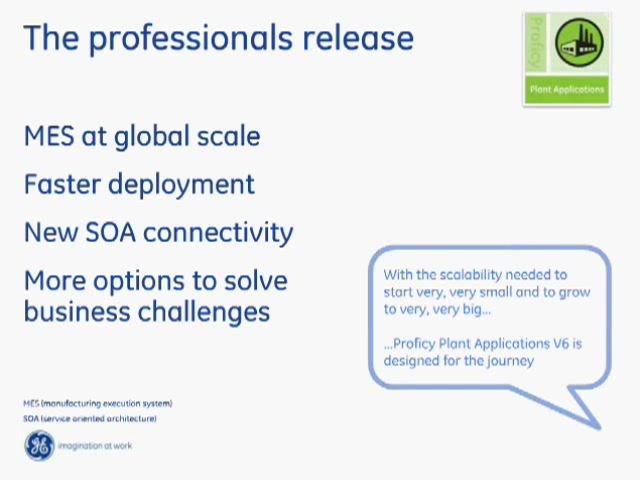 The professionals release
Proficy
Plant Applications
MES at global scale
Faster deployment
New SOA connectivity
More options to solve
business challenges
With the scalability needed to
start very, very small and to grow
to very, very big...
...Proficy Plant Applications V6 is
designed for the journey
MES (manufacturing execution system)
SOA (service oriented architecture)
GE imagination at work